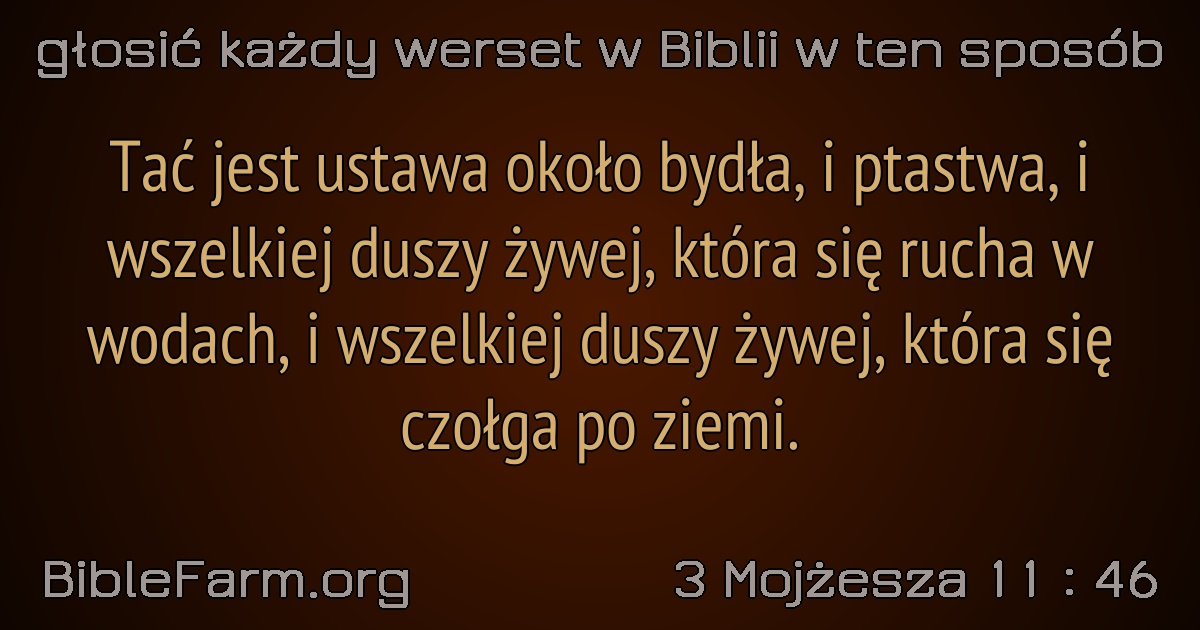 głosić każdy werset w Biblii w ten sposób
Tać jest ustawa około bydła, i ptastwa, i
wszelkiej duszy żywej, która się rucha w
wodach, i wszelkiej duszy żywej, która się
czołga po ziemi.
BibleFarm.org
3 Mojżesza 11 : 46